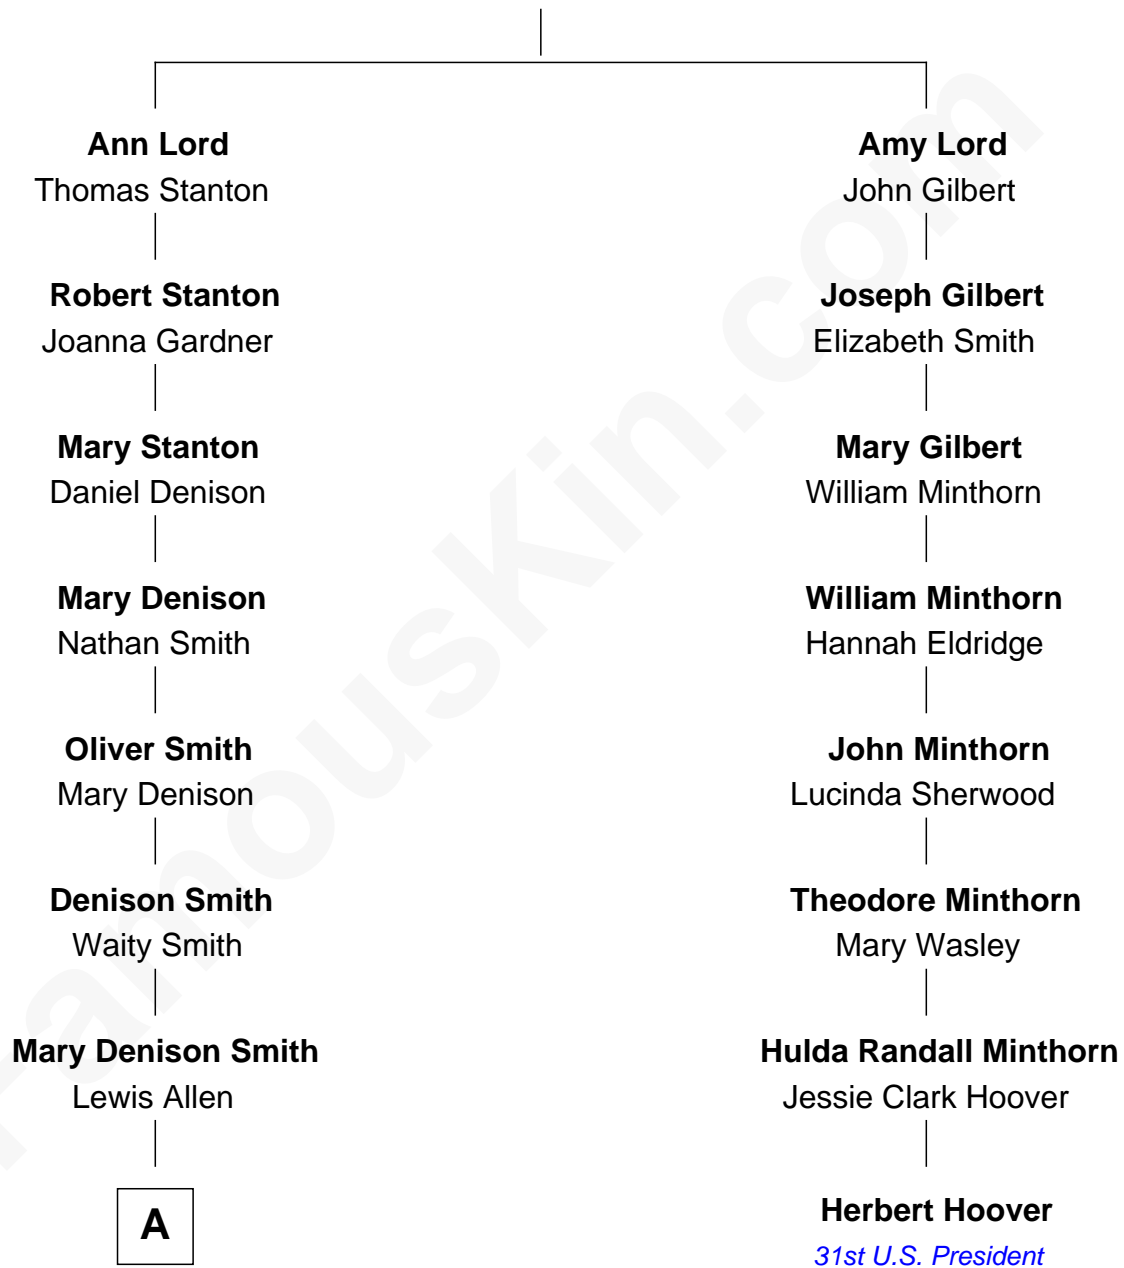 Ann Lord
Thomas Stanton
Robert Stanton
Joanna Gardner
Mary Stanton
Daniel Denison
Mary Denison
Nathan Smith
Oliver Smith
Mary Denison
Denison Smith
Waity Smith
Mary Denison Smith
Lewis Allen
A
Amy Lord
John Gilbert
Joseph Gilbert
Elizabeth Smith
Mary Gilbert
William Minthorn
William Minthorn
Hannah Eldridge
John Minthorn
Lucinda Sherwood
Theodore Minthorn
Mary Wasley
Hulda Randall Minthorn
Jessie Clark Hoover
Herbert Hoover
31st U.S. President
FamousKin.com